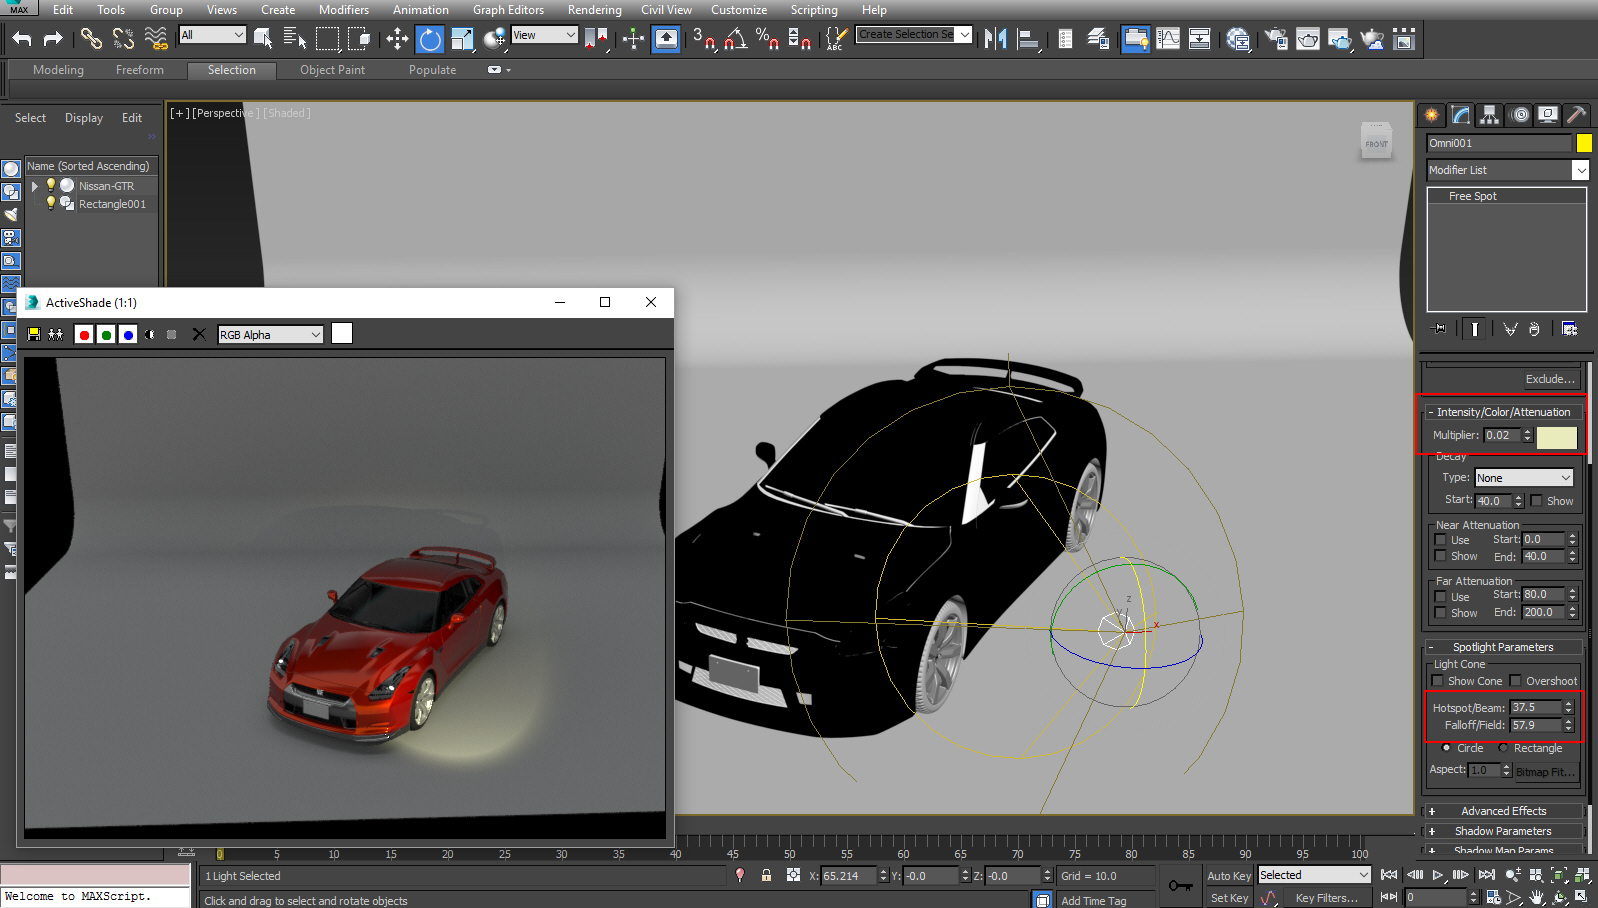 MAX Edit Tools Group Views Create Modifiers Animation Graph Editors Rendering Civil View Customize Scripting Help
All View 3 % ABC Create Selection Se
Modeling Freeform Selection Object Paint Populate
Select Display Edit
Name (Sorted Ascending)
Nissan-GTR
Rectangle001
[+] [Perspective] [Shaded]
FRONT
ActiveShade (1:1)
RGB Alpha
z
x
Omni001
Modifier List
Free Spot
Exclude...
- Intensity/Color/Attenuation
Multiplier: 0.02
Decay
Type: None
Start: 40.0 Show
Near Attenuation
Use Start: 0.0
Show End: 40.0
Far Attenuation
Use Start: 80.0
Show End: 200.0
- Spotlight Parameters
Light Cone
Show Cone Overshoot
Hotspot/Beam: 37.5
Falloff/Field: 57.9
Circle Rectangle
Aspect: 1.0 Bitmap Fit...
+ Advanced Effects
+ Shadow Parameters
+ Shadow Map Params
0 5 10 15 20 25 30 35 40 45 50 55 60 65 70 75 80 85 90 95 100
1 Light Selected X: 65.214 Y: -0.0 Z: -0.0 Grid = 10.0 Auto Key Selected
Welcome to MAXScript. Click and drag to select and rotate objects Add Time Tag Set Key Key Filters... 0